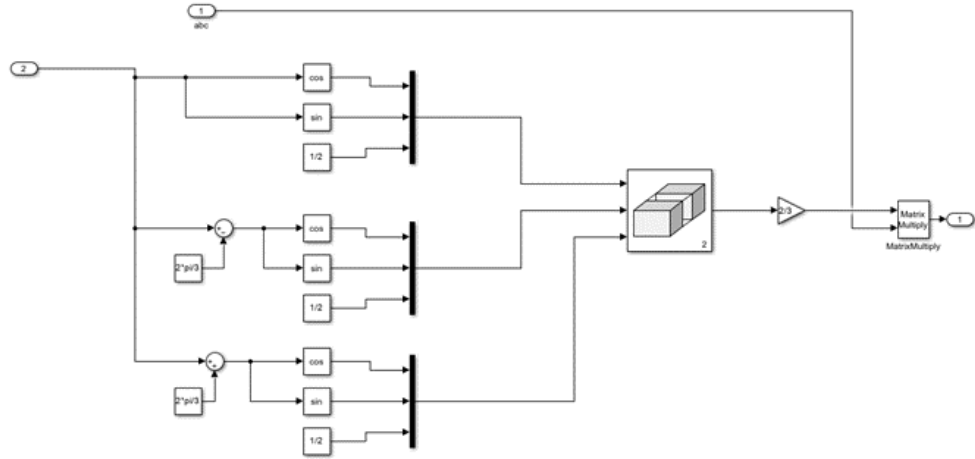 1
abc
2
cos
sin
1/2
2
2/3
Matrix
Multiply
1
MatrixMultiply
cos
2*pi/3
sin
1/2
cos
2*pi/3
sin
1/2